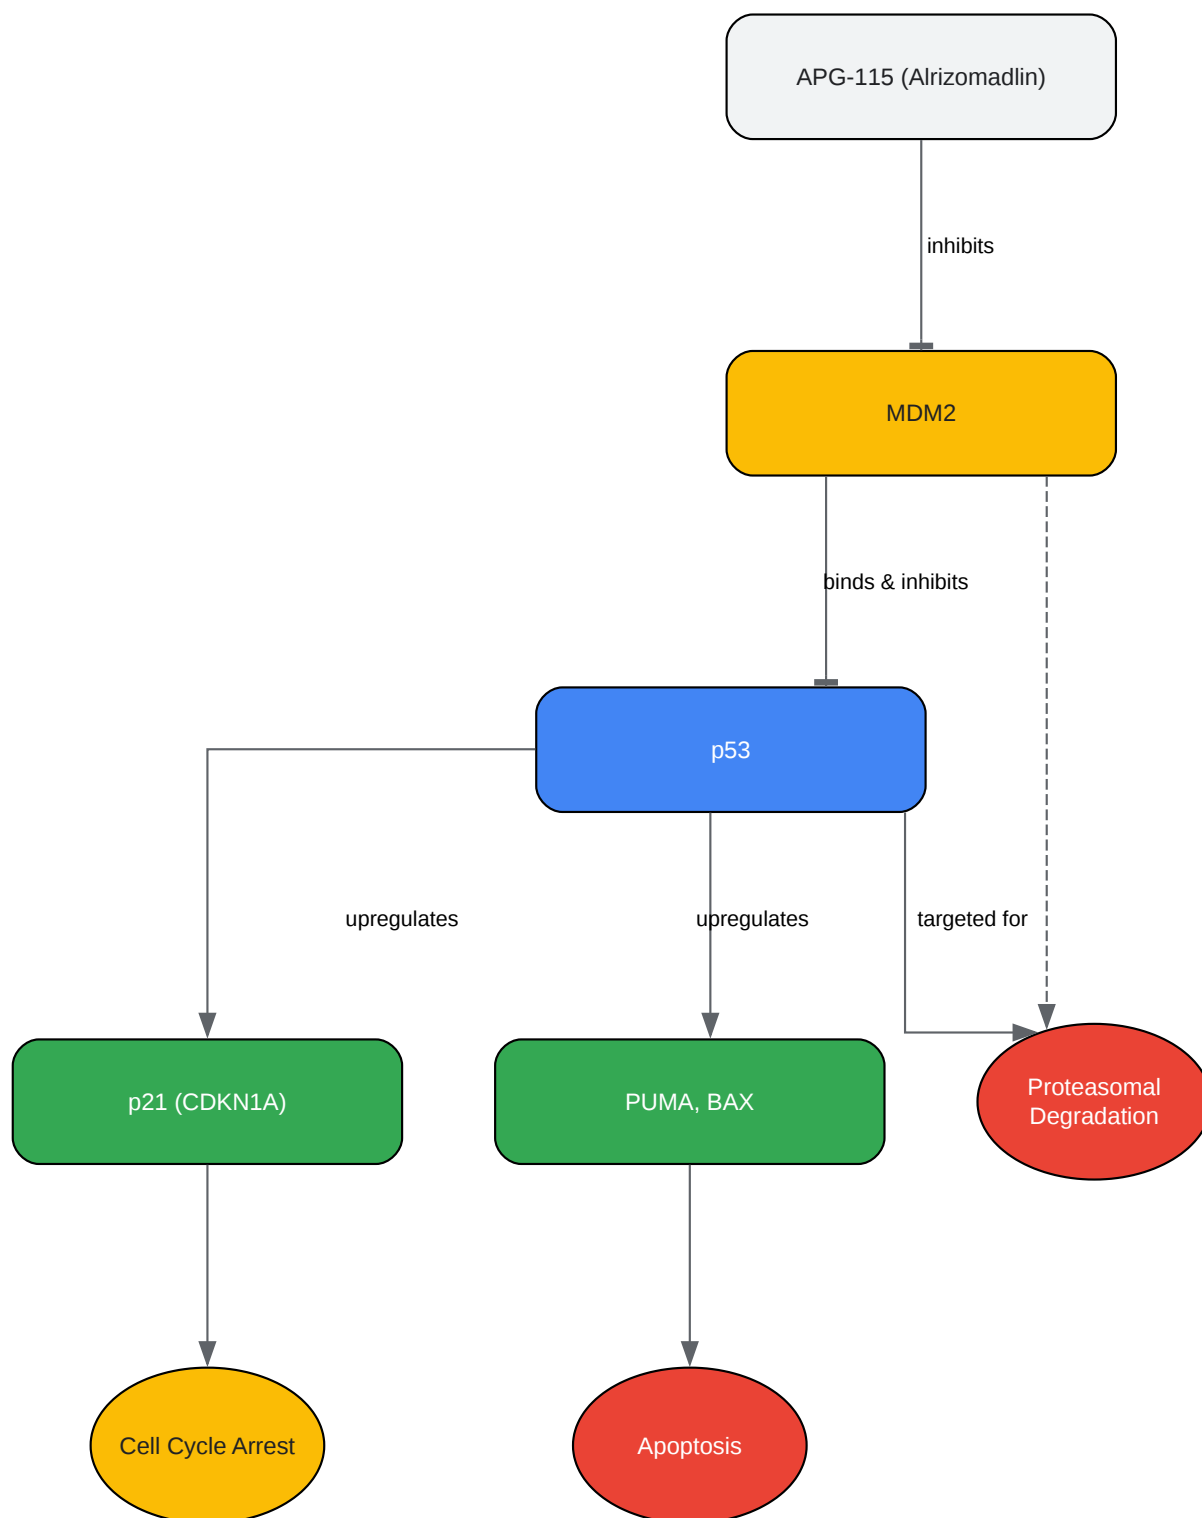 APG-115 (Alrizomadlin)
inhibits
MDM2
binds & inhibits
p53
upregulates
upregulates
targeted for
p21 (CDKN1A)
PUMA, BAX
Proteasomal
Degradation
Cell Cycle Arrest
Apoptosis